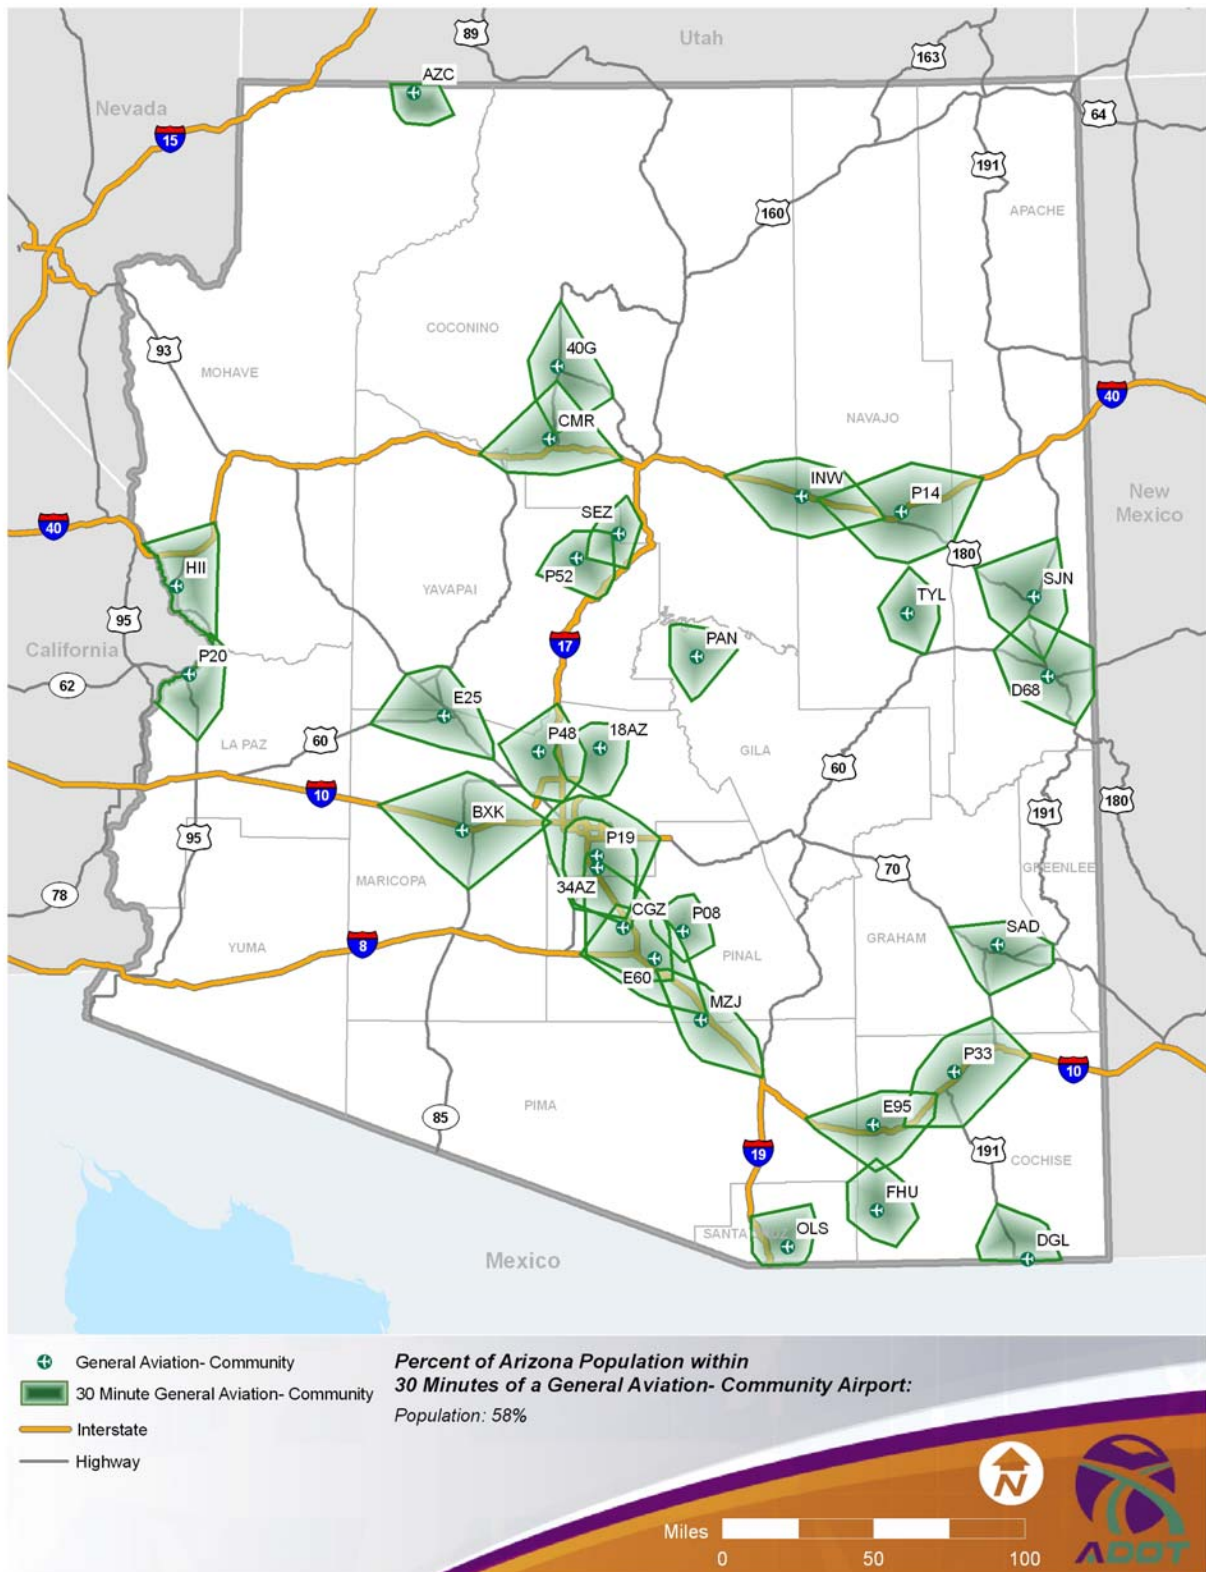 89
Utah
163
AZC
Nevada
15
64
191
160
APACHE
COCONINO
93
40G
MOHAVE
40
CMR
NAVAJO
INW
P14
New
Mexico
40
SEZ
180
HII
P52
YAVAPAI
TYL
SJN
95
17
PAN
California
P20
62
D68
E25
LA PAZ
60
P48
18AZ
GILA
60
10
BXK
191
180
95
P19
70
GREENLEE
MARICOPA
34AZ
78
CGZ
P08
SAD
YUMA
8
GRAHAM
PINAL
E60
MZJ
P33
10
PIMA
85
E95
19
191
COCHISE
FHU
SANTA CRUZ
OLS
DGL
Mexico
General Aviation- Community
30 Minute General Aviation- Community
Interstate
Highway
Percent of Arizona Population within
30 Minutes of a General Aviation- Community Airport:
Population: 58%
N
Miles
0 50 100
ADOT